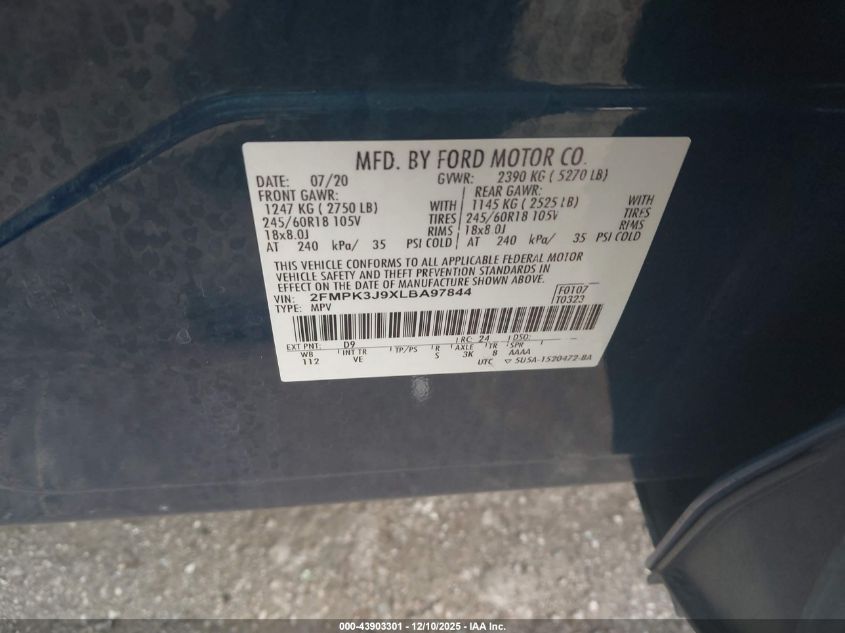 MFD. BY FORD MOTOR CO.
DATE: 07/20 GVWR: 2390 KG ( 5270 LB)
FRONT GAWR: REAR GAWR:
1247 KG ( 2750 LB) WITH 1145 KG ( 2525 LB) WITH
245/60R18 105V TIRES 245/60R18 105V TIRES
18x8.0J RIMS 18x8.0J RIMS
AT 240 kPa/ 35 PSI COLD AT 240 kPa/ 35 PSI COLD
THIS VEHICLE CONFORMS TO ALL APPLICABLE FEDERAL MOTOR
VEHICLE SAFETY AND THEFT PREVENTION STANDARDS IN
EFFECT ON THE DATE OF MANUFACTURE SHOWN ABOVE.
VIN: 2FMPK3J9XLBA97844 F0107
TYPE: MPV T0323
EXT PNT: D9 RC: 24 DSO:
WB INT TR TP/PS R AXLE TR SPR
112 VE S 3K 8 AAAA
UTC ▽ 5U5A-1520472-BA
000-43903301 - 12/10/2025 - IAA Inc.